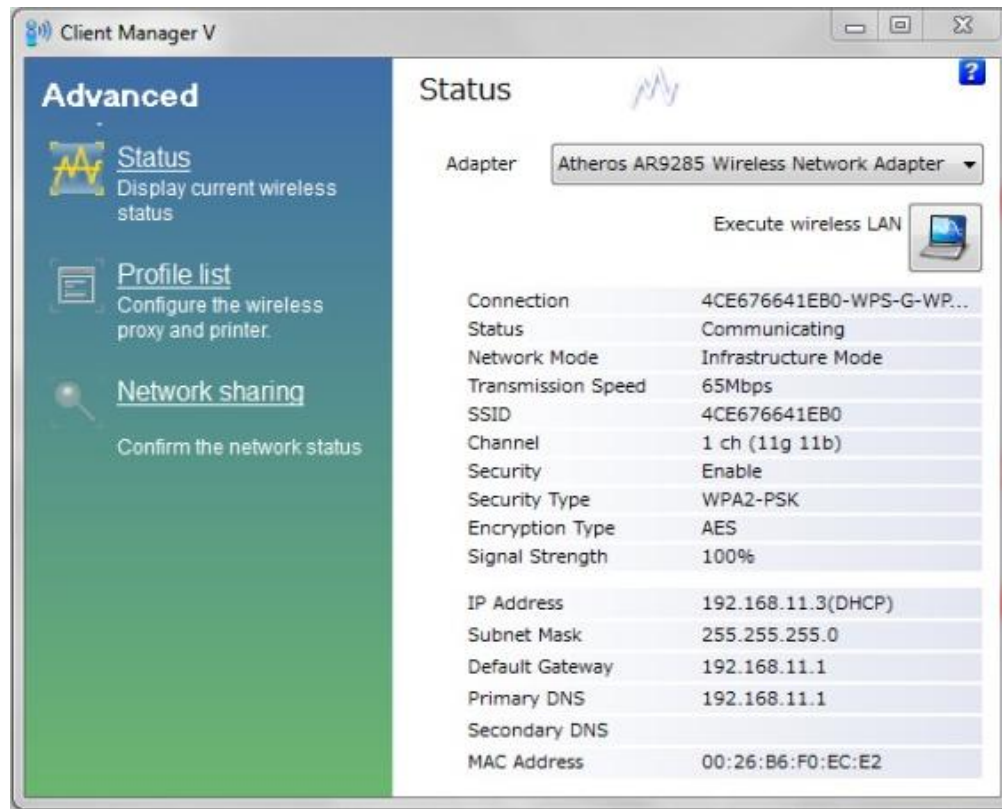 Client Manager V
Advanced
Status
Display current wireless
status
Profile list
Configure the wireless
proxy and printer.
Network sharing
Confirm the network status
Status
?
Adapter Atheros AR9285 Wireless Network Adapter
Execute wireless LAN
Connection 4CE676641EB0-WPS-G-WP...
Status Communicating
Network Mode Infrastructure Mode
Transmission Speed 65Mbps
SSID 4CE676641EB0
Channel 1 ch (11g 11b)
Security Enable
Security Type WPA2-PSK
Encryption Type AES
Signal Strength 100%
IP Address 192.168.11.3(DHCP)
Subnet Mask 255.255.255.0
Default Gateway 192.168.11.1
Primary DNS 192.168.11.1
Secondary DNS
MAC Address 00:26:B6:F0:EC:E2